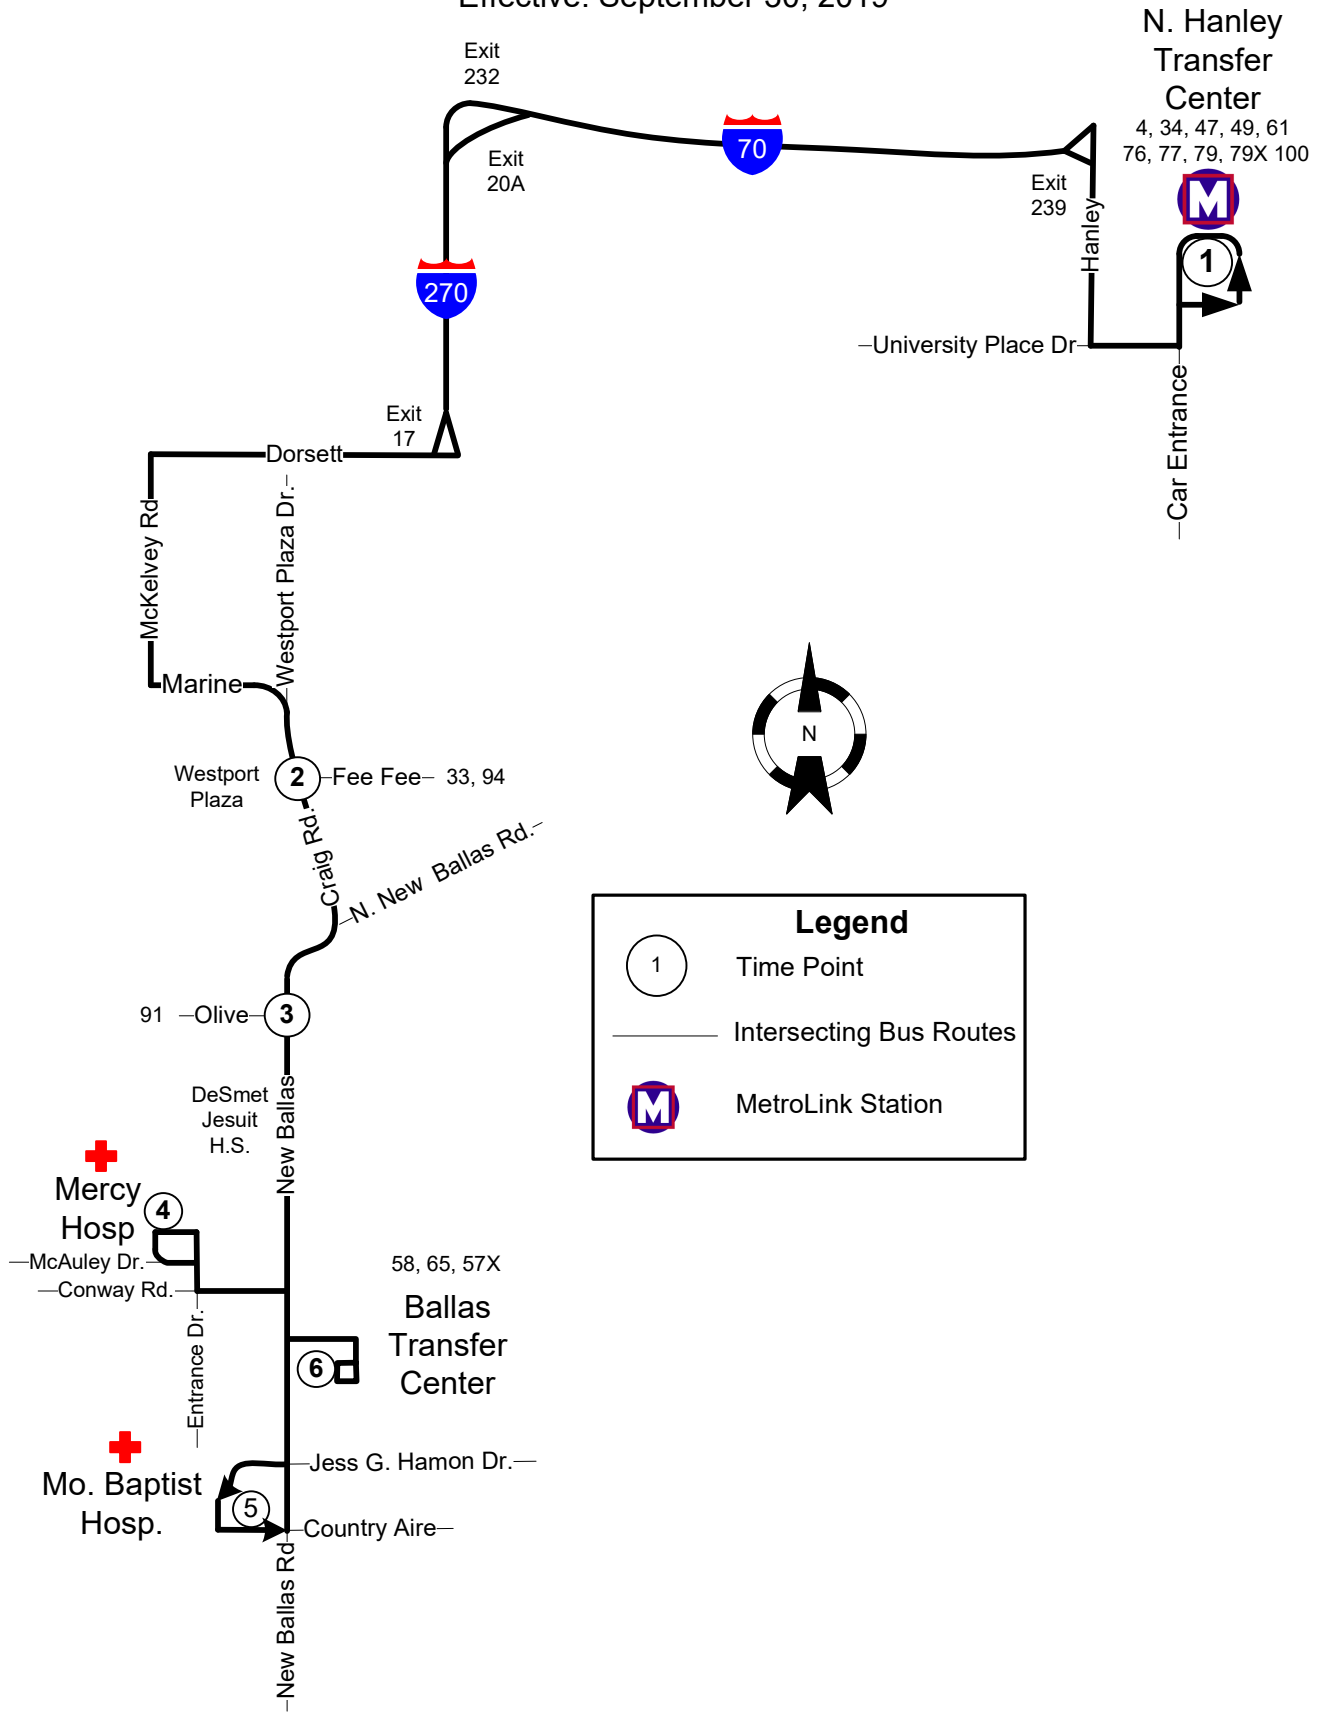 Effective: September 30, 2019
N. Hanley
Transfer
Center
4, 34, 47, 49, 61
76, 77, 79, 79X 100
M
1
Exit
232
Exit
20A
70
Exit
239
Hanley
270
University Place Dr
Car Entrance
Exit
17
Dorsett
McKelvey Rd
Westport Plaza Dr.
Marine
Westport
Plaza
2
Fee Fee
33, 94
N
Craig Rd.
N. New Ballas Rd.
91
Olive
3
Legend
1
Time Point
Intersecting Bus Routes
M
MetroLink Station
DeSmet
Jesuit
H.S.
New Ballas
Mercy
Hosp
4
McAuley Dr.
Conway Rd.
Entrance Dr.
58, 65, 57X
Ballas
Transfer
Center
6
Jess G. Hamon Dr.
Mo. Baptist
Hosp.
5
Country Aire
New Ballas Rd